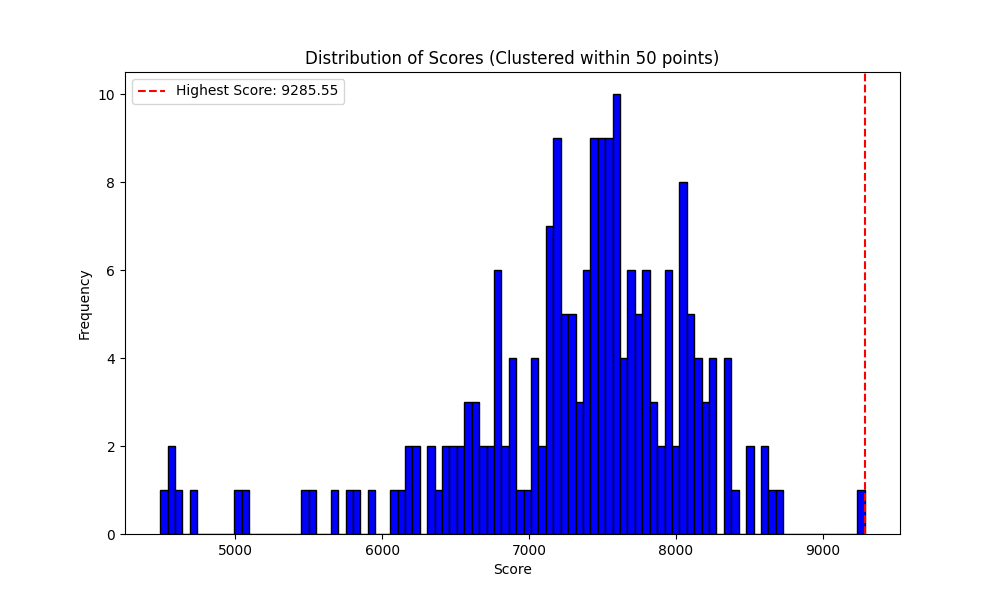 Distribution of Scores (Clustered within 50 points)
Highest Score: 9285.55
10
8
6
4
2
0
Frequency
5000 6000 7000 8000 9000
Score